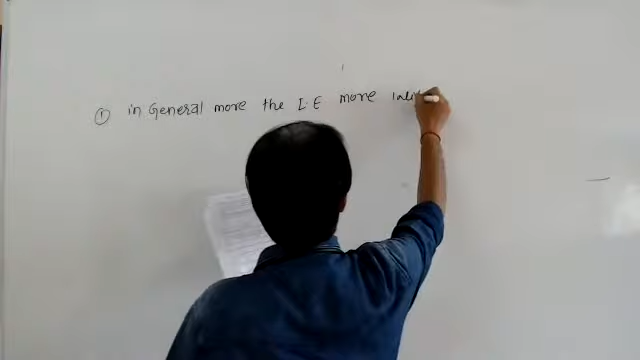 ① in General more the I.E more